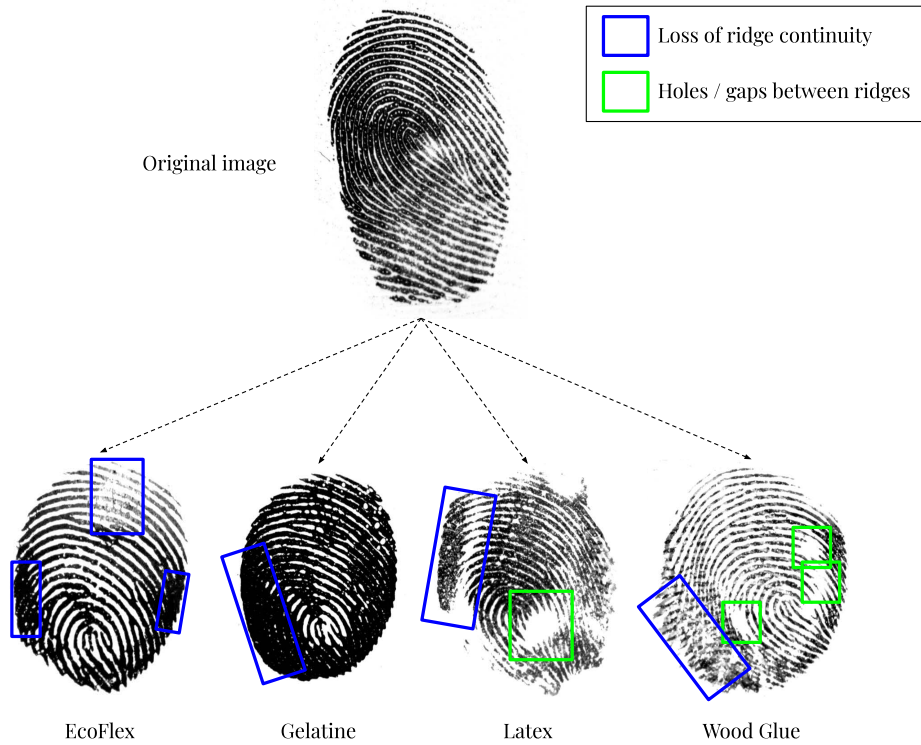 Loss of ridge continuity
Holes / gaps between ridges
Original image
EcoFlex
Gelatine
Latex
Wood Glue